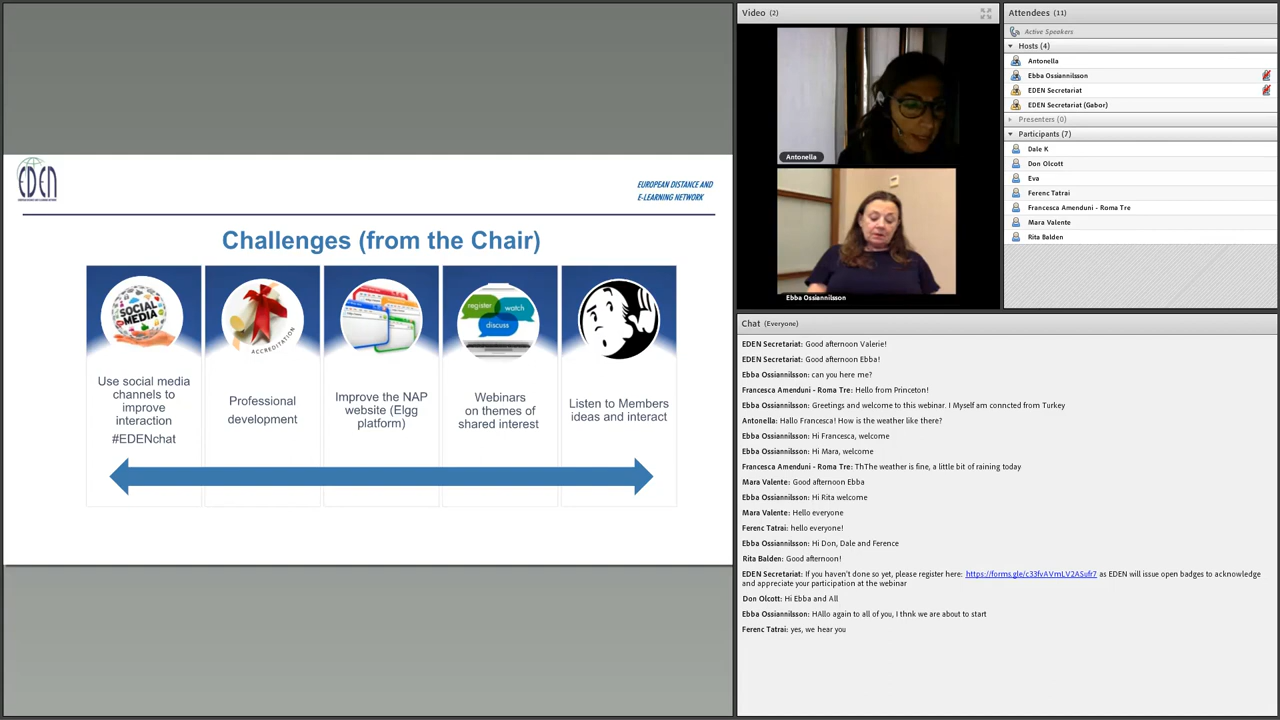 EDEN
EUROPEAN DISTANCE AND
E-LEARNING NETWORK
Challenges (from the Chair)
SOCIAL
MEDIA
Use social media
channels to
improve
interaction
#EDENchat
ACCREDITATION
Professional
development
Improve the NAP
website (Elgg
platform)
register
watch
discuss
Webinars
on themes of
shared interest
Listen to Members
ideas and interact
Video (2)
Antonella
Ebba Ossiannilsson
Attendees (11)
Active Speakers
Hosts (4)
Antonella
Ebba Ossiannilsson
EDEN Secretariat
EDEN Secretariat (Gabor)
Presenters (0)
Participants (7)
Dale K
Don Olcott
Eva
Ferenc Tatrai
Francesca Amenduni - Roma Tre
Mara Valente
Rita Balden
Chat (Everyone)
EDEN Secretariat: Good afternoon Valerie!
EDEN Secretariat: Good afternoon Ebba!
Ebba Ossiannilsson: can you here me?
Francesca Amenduni - Roma Tre: Hello from Princeton!
Ebba Ossiannilsson: Greetings and welcome to this webinar. I Myself am conncted from Turkey
Antonella: Hallo Francesca! How is the weather like there?
Ebba Ossiannilsson: Hi Francesca, welcome
Ebba Ossiannilsson: Hi Mara, welcome
Francesca Amenduni - Roma Tre: ThThe weather is fine, a little bit of raining today
Mara Valente: Good afternoon Ebba
Ebba Ossiannilsson: Hi Rita welcome
Mara Valente: Hello everyone
Ferenc Tatrai: hello everyone!
Ebba Ossiannilsson: Hi Don, Dale and Ference
Rita Balden: Good afternoon!
EDEN Secretariat: If you haven't done so yet, please register here: https://forms.gle/c33fvAVmLV2ASufr7 as EDEN will issue open badges to acknowledge
and appreciate your participation at the webinar
Don Olcott: Hi Ebba and All
Ebba Ossiannilsson: HAllo again to all of you, I thnk we are about to start
Ferenc Tatrai: yes, we hear you